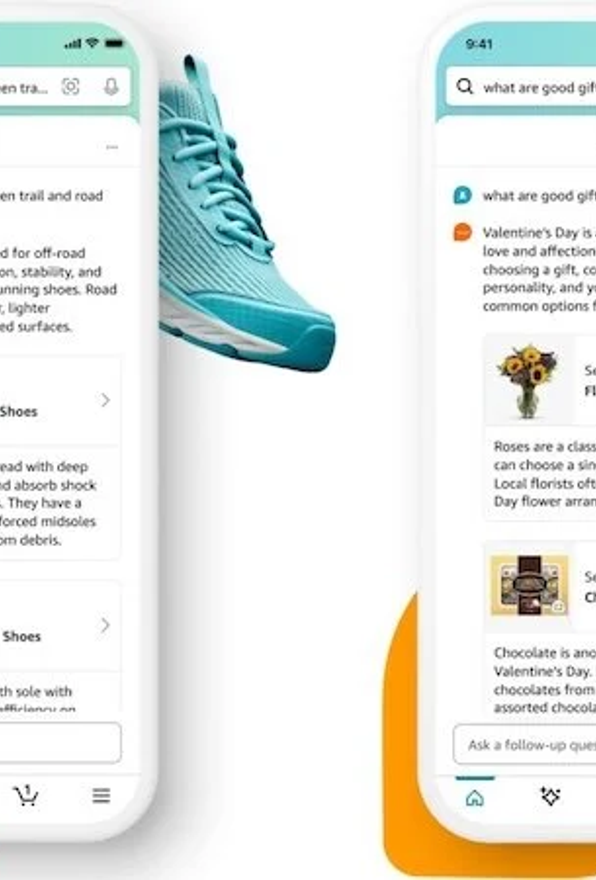 en tra...
en trail and road
d for off-road
on, stability, and
unning shoes. Road
r, lighter
ed surfaces.
Shoes
ead with deep
nd absorb shock
. They have a
forced midsoles
om debris.
Shoes
th sole with
efficiency on
1
9:41
what are good gif
what are good gif
Valentine's Day is
love and affection
choosing a gift, co
personality, and yo
common options f
Se
Fl
Roses are a class
can choose a sin
Local florists oft
Day flower arran
Se
Ch
Chocolate is ano
Valentine's Day.
chocolates from
assorted chocola
Ask a follow-up ques